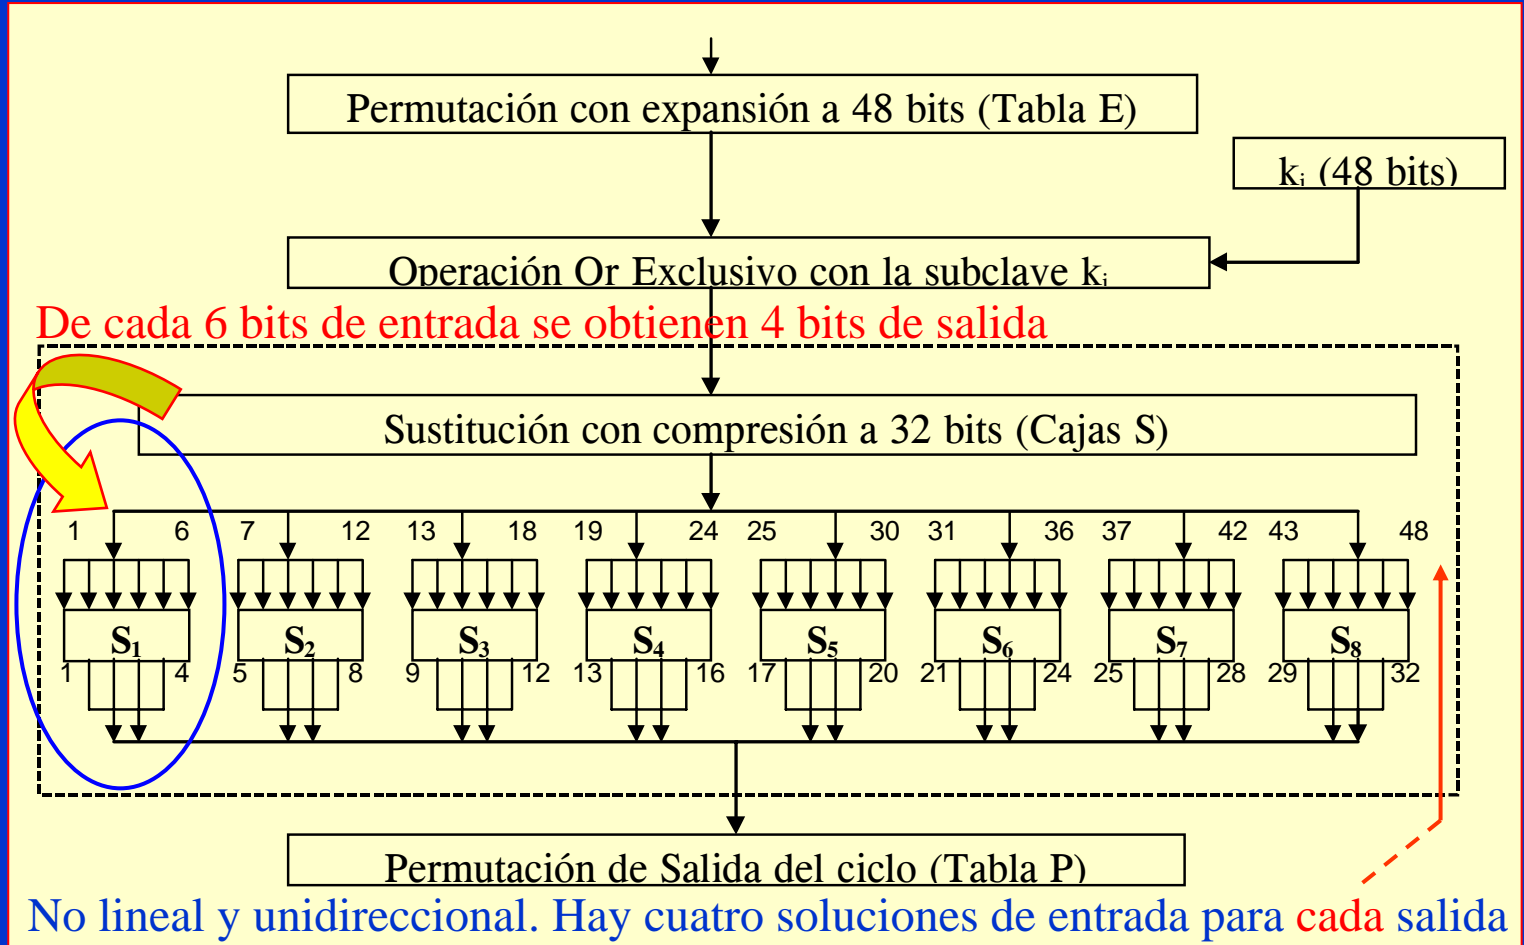 Permutación con expansión a 48 bits (Tabla E)
ki (48 bits)
Operación Or Exclusivo con la subclave ki
De cada 6 bits de entrada se obtienen 4 bits de salida
Sustitución con compresión a 32 bits (Cajas S)
1 6 7 12 13 18 19 24 25 30 31 36 37 42 43 48
S1 S2 S3 S4 S5 S6 S7 S8
1 4 5 8 9 12 13 16 17 20 21 24 25 28 29 32
Permutación de Salida del ciclo (Tabla P)
No lineal y unidireccional. Hay cuatro soluciones de entrada para cada salida